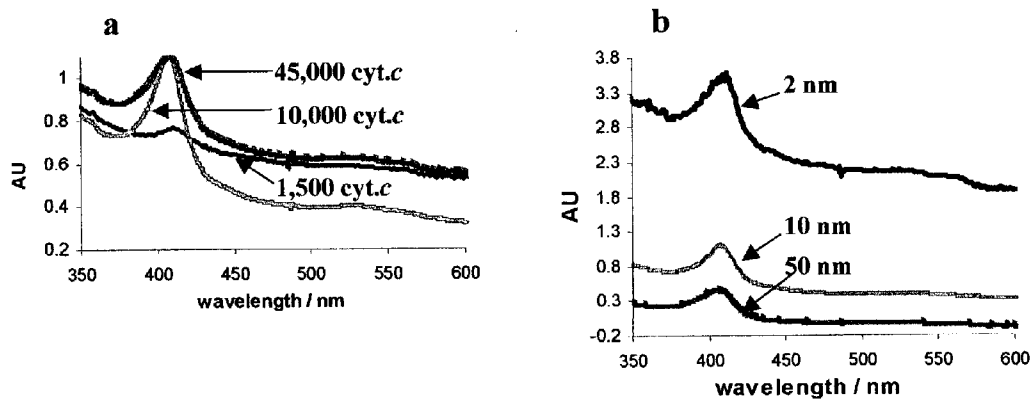 a
45,000 cyt.c
10,000 cyt.c
1,500 cyt.c
1
0.8
0.6
0.4
0.2
AU
350 400 450 500 550 600
wavelength / nm
b
2 nm
10 nm
50 nm
3.8
3.3
2.8
2.3
1.8
1.3
0.8
0.3
-0.2
AU
350 400 450 500 550 600
wavelength / nm